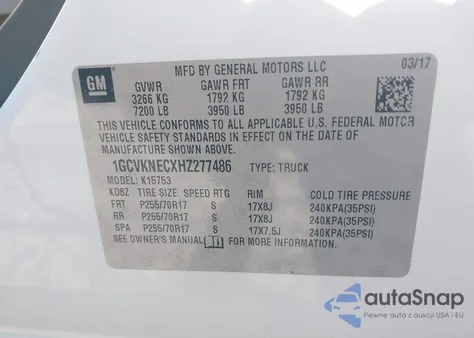 GM
MFD BY GENERAL MOTORS LLC
03/17
GVWR GAWR FRT GAWR RR
3266 KG 1792 KG 1792 KG
7200 LB 3950 LB 3950 LB
THIS VEHICLE CONFORMS TO ALL APPLICABLE U.S. FEDERAL MOTOR
VEHICLE SAFETY STANDARDS IN EFFECT ON THE DATE OF
MANUFACTURE SHOWN ABOVE.
1GCVKNECXHZ277486 TYPE: TRUCK
MODEL: K15753
KD8Z TIRE SIZE SPEED RTG RIM COLD TIRE PRESSURE
FRT P255/70R17 S 17X8J 240KPA(35PSI)
RR P255/70R17 S 17X8J 240KPA(35PSI)
SPA P255/70R17 S 17X7.5J 240KPA(35PSI)
SEE OWNER'S MANUAL FOR MORE INFORMATION.
autoSnap
Pewne auto z aukcji USA i EU